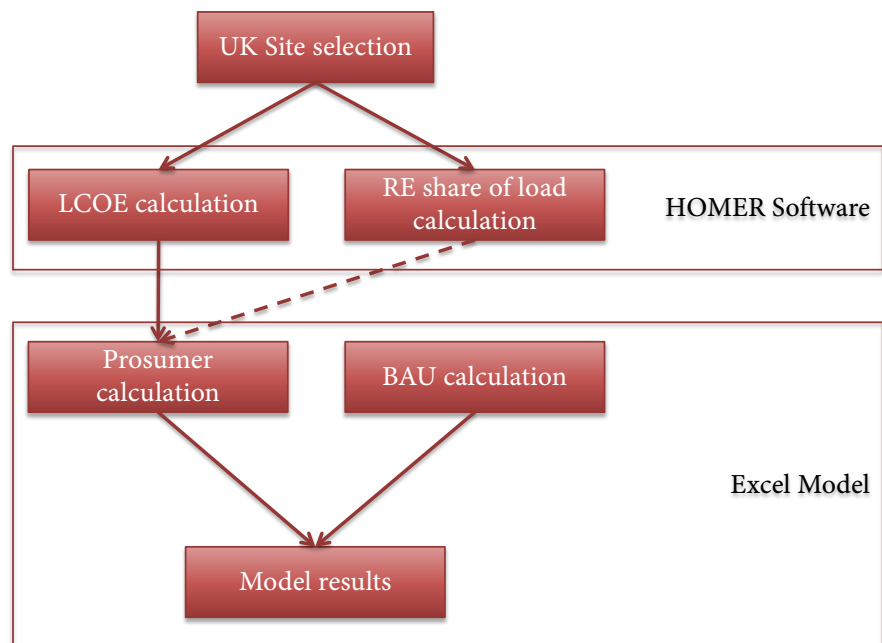 UK Site selection
LCOE calculation
RE share of load
calculation
HOMER Software
Prosumer
calculation
BAU calculation
Excel Model
Model results